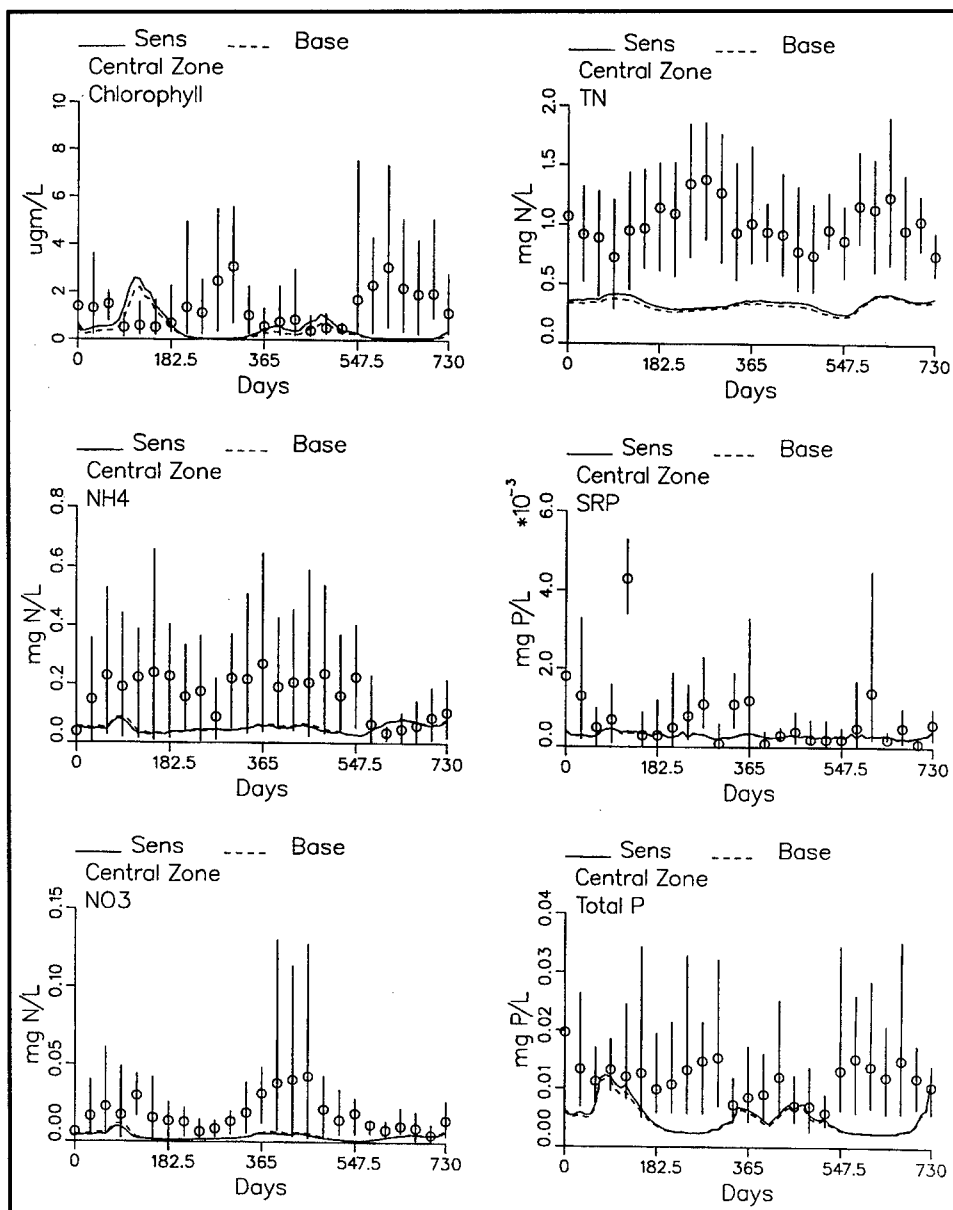 Sens Base
Central Zone
Chlorophyll
ugm/L
10
8
6
4
2
0
0 182.5 365 547.5 730
Days
Sens Base
Central Zone
TN
mg N/L
2.0
1.5
1.0
0.5
0.0
0 182.5 365 547.5 730
Days
Sens Base
Central Zone
NH4
mg N/L
0.8
0.6
0.4
0.2
0.0
0 182.5 365 547.5 730
Days
Sens Base
Central Zone
SRP
*10⁻³
mg P/L
6.0
4.0
2.0
0.0
0 182.5 365 547.5 730
Days
Sens Base
Central Zone
NO3
mg N/L
0.15
0.10
0.05
0.00
0 182.5 365 547.5 730
Days
Sens Base
Central Zone
Total P
mg P/L
0.04
0.03
0.02
0.01
0.00
0 182.5 365 547.5 730
Days